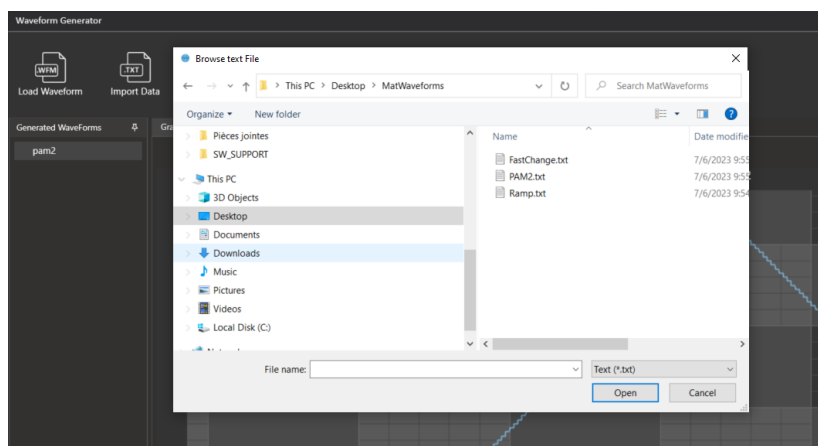 Waveform Generator
.WFM
.TXT
Load Waveform
Import Data
Browse text File
This PC > Desktop > MatWaveforms
Search MatWaveforms
Organize
New folder
Generated WaveForms
pam2
Pièces jointes
SW_SUPPORT
This PC
3D Objects
Desktop
Documents
Downloads
Music
Pictures
Videos
Local Disk (C:)
Name
Date modifie
FastChange.txt
7/6/2023 9:55
PAM2.txt
7/6/2023 9:55
Ramp.txt
7/6/2023 9:54
File name:
Text (*.txt)
Open
Cancel